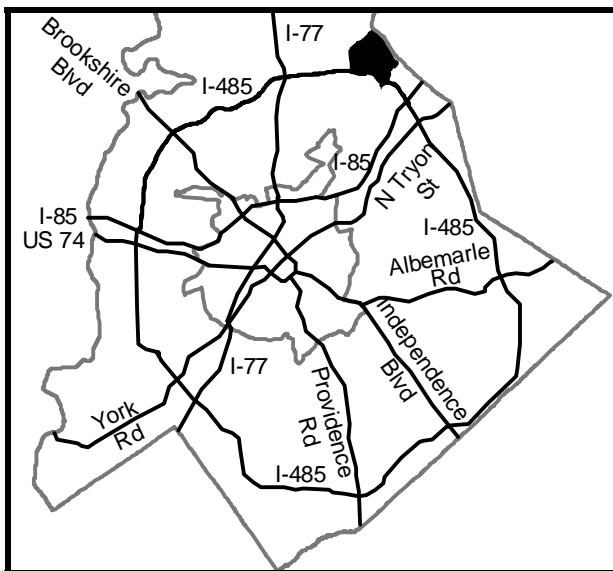 I-77
Brookshire
Blvd
I-485
I-85
N Tryon
St
I-85
US 74
I-485
Albemarle
Rd
Independence
Blvd
I-77
Providence
Rd
York
Rd
I-485